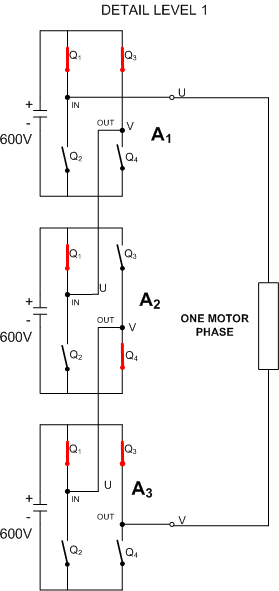 DETAIL LEVEL 1
Q1 Q3
+ U
IN
600V OUT V A1
-
Q2 Q4
Q1 Q3
+ U A2
IN
600V OUT V
-
Q2 Q4
ONE MOTOR
PHASE
Q1 Q3
+ U A3
IN
600V OUT V
-
Q2 Q4